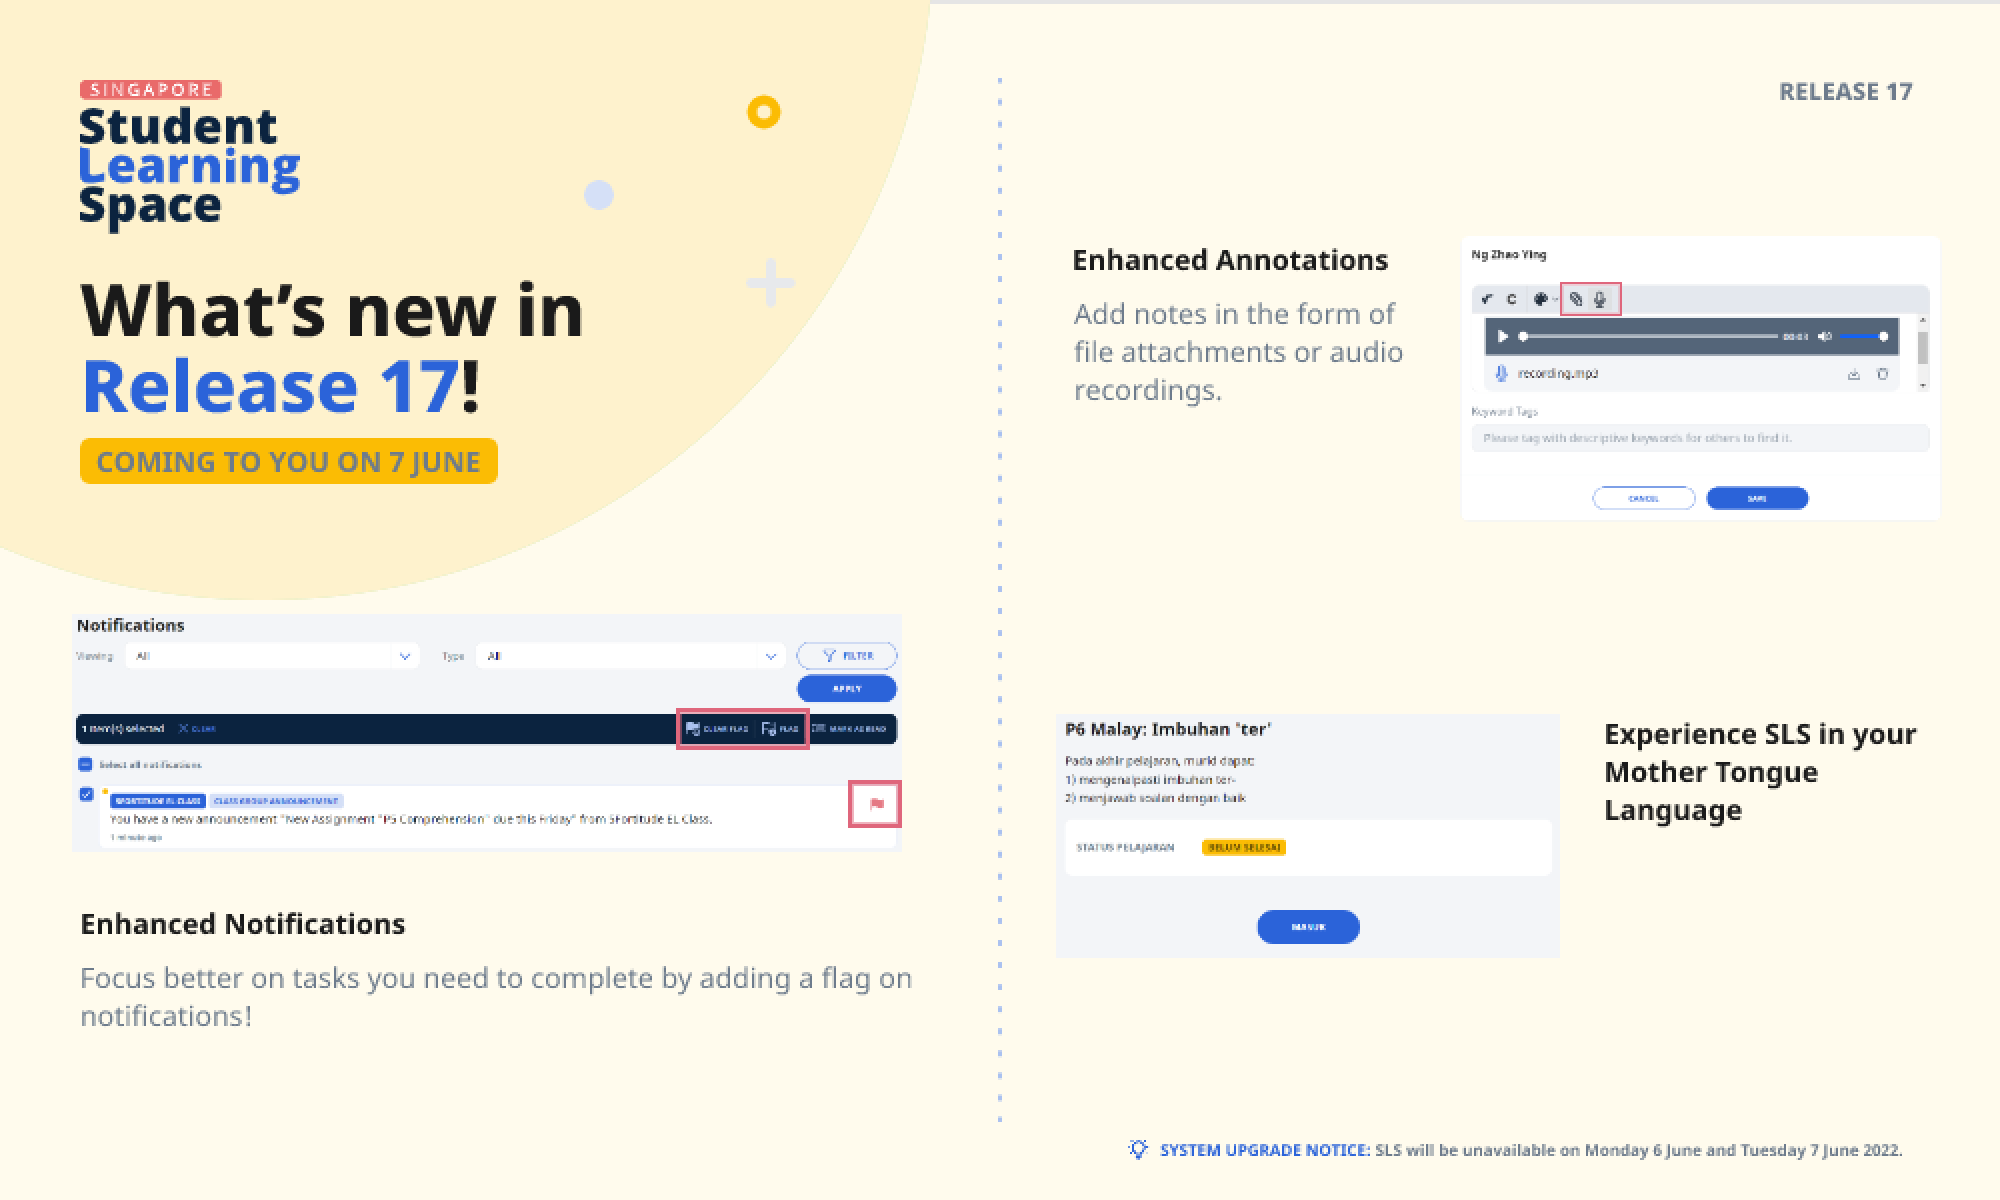 SINGAPORE
Student
Learning
Space
What's new in
Release 17!
COMING TO YOU ON 7 JUNE
Notifications
Viewing All Type All FILTER
APPLY
1 item(s) selected CLEAR CLEAR FLAG FLAG MARK AS READ
Select all notifications
5FORTITUDE EL CLASS CLASS GROUP ANNOUNCEMENT
You have a new announcement "New Assignment "P5 Comprehension" due this Friday" from 5Fortitude EL Class.
1 minute ago
Enhanced Notifications
Focus better on tasks you need to complete by adding a flag on
notifications!
RELEASE 17
Enhanced Annotations
Add notes in the form of
file attachments or audio
recordings.
Ng Zhao Ying
00:03
recording.mp3
Keyword Tags
Please tag with descriptive keywords for others to find it.
CANCEL SAVE
P6 Malay: Imbuhan 'ter'
Pada akhir pelajaran, murid dapat:
1) mengenalpasti imbuhan ter-
2) menjawab soalan dengan baik
STATUS PELAJARAN BELUM SELESAI
MASUK
Experience SLS in your
Mother Tongue
Language
SYSTEM UPGRADE NOTICE: SLS will be unavailable on Monday 6 June and Tuesday 7 June 2022.